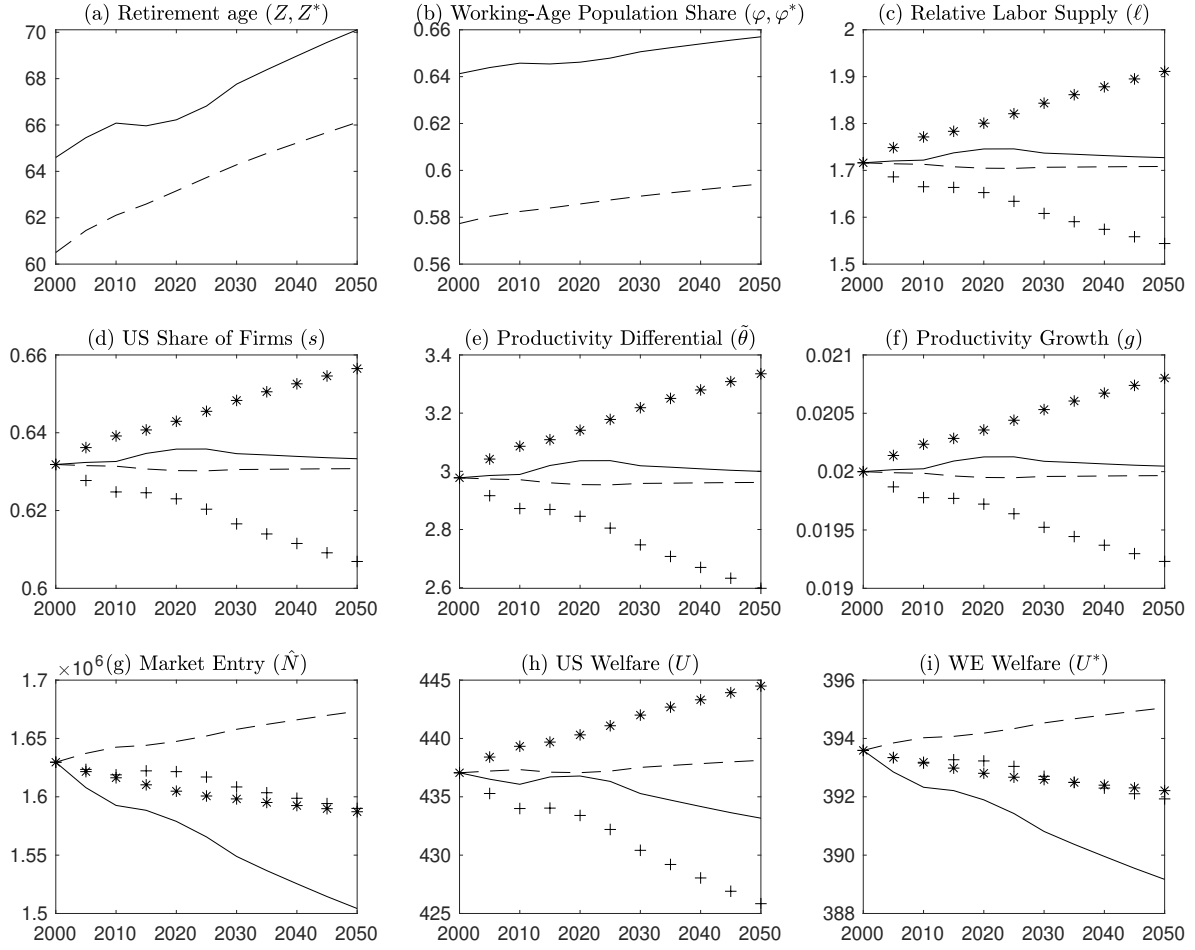 (a) Retirement age (Z, Z*)
70
68
66
64
62
60
2000 2010 2020 2030 2040 2050
(b) Working-Age Population Share (φ, φ*)
0.66
0.64
0.62
0.6
0.58
0.56
2000 2010 2020 2030 2040 2050
(c) Relative Labor Supply (ℓ)
2
1.9
1.8
1.7
1.6
1.5
2000 2010 2020 2030 2040 2050
(d) US Share of Firms (s)
0.66
0.64
0.62
0.6
2000 2010 2020 2030 2040 2050
(e) Productivity Differential (θ̃)
3.4
3.2
3
2.8
2.6
2000 2010 2020 2030 2040 2050
(f) Productivity Growth (g)
0.021
0.0205
0.02
0.0195
0.019
2000 2010 2020 2030 2040 2050
×10⁶ (g) Market Entry (N̂)
1.7
1.65
1.6
1.55
1.5
2000 2010 2020 2030 2040 2050
(h) US Welfare (U)
445
440
435
430
425
2000 2010 2020 2030 2040 2050
(i) WE Welfare (U*)
396
394
392
390
388
2000 2010 2020 2030 2040 2050